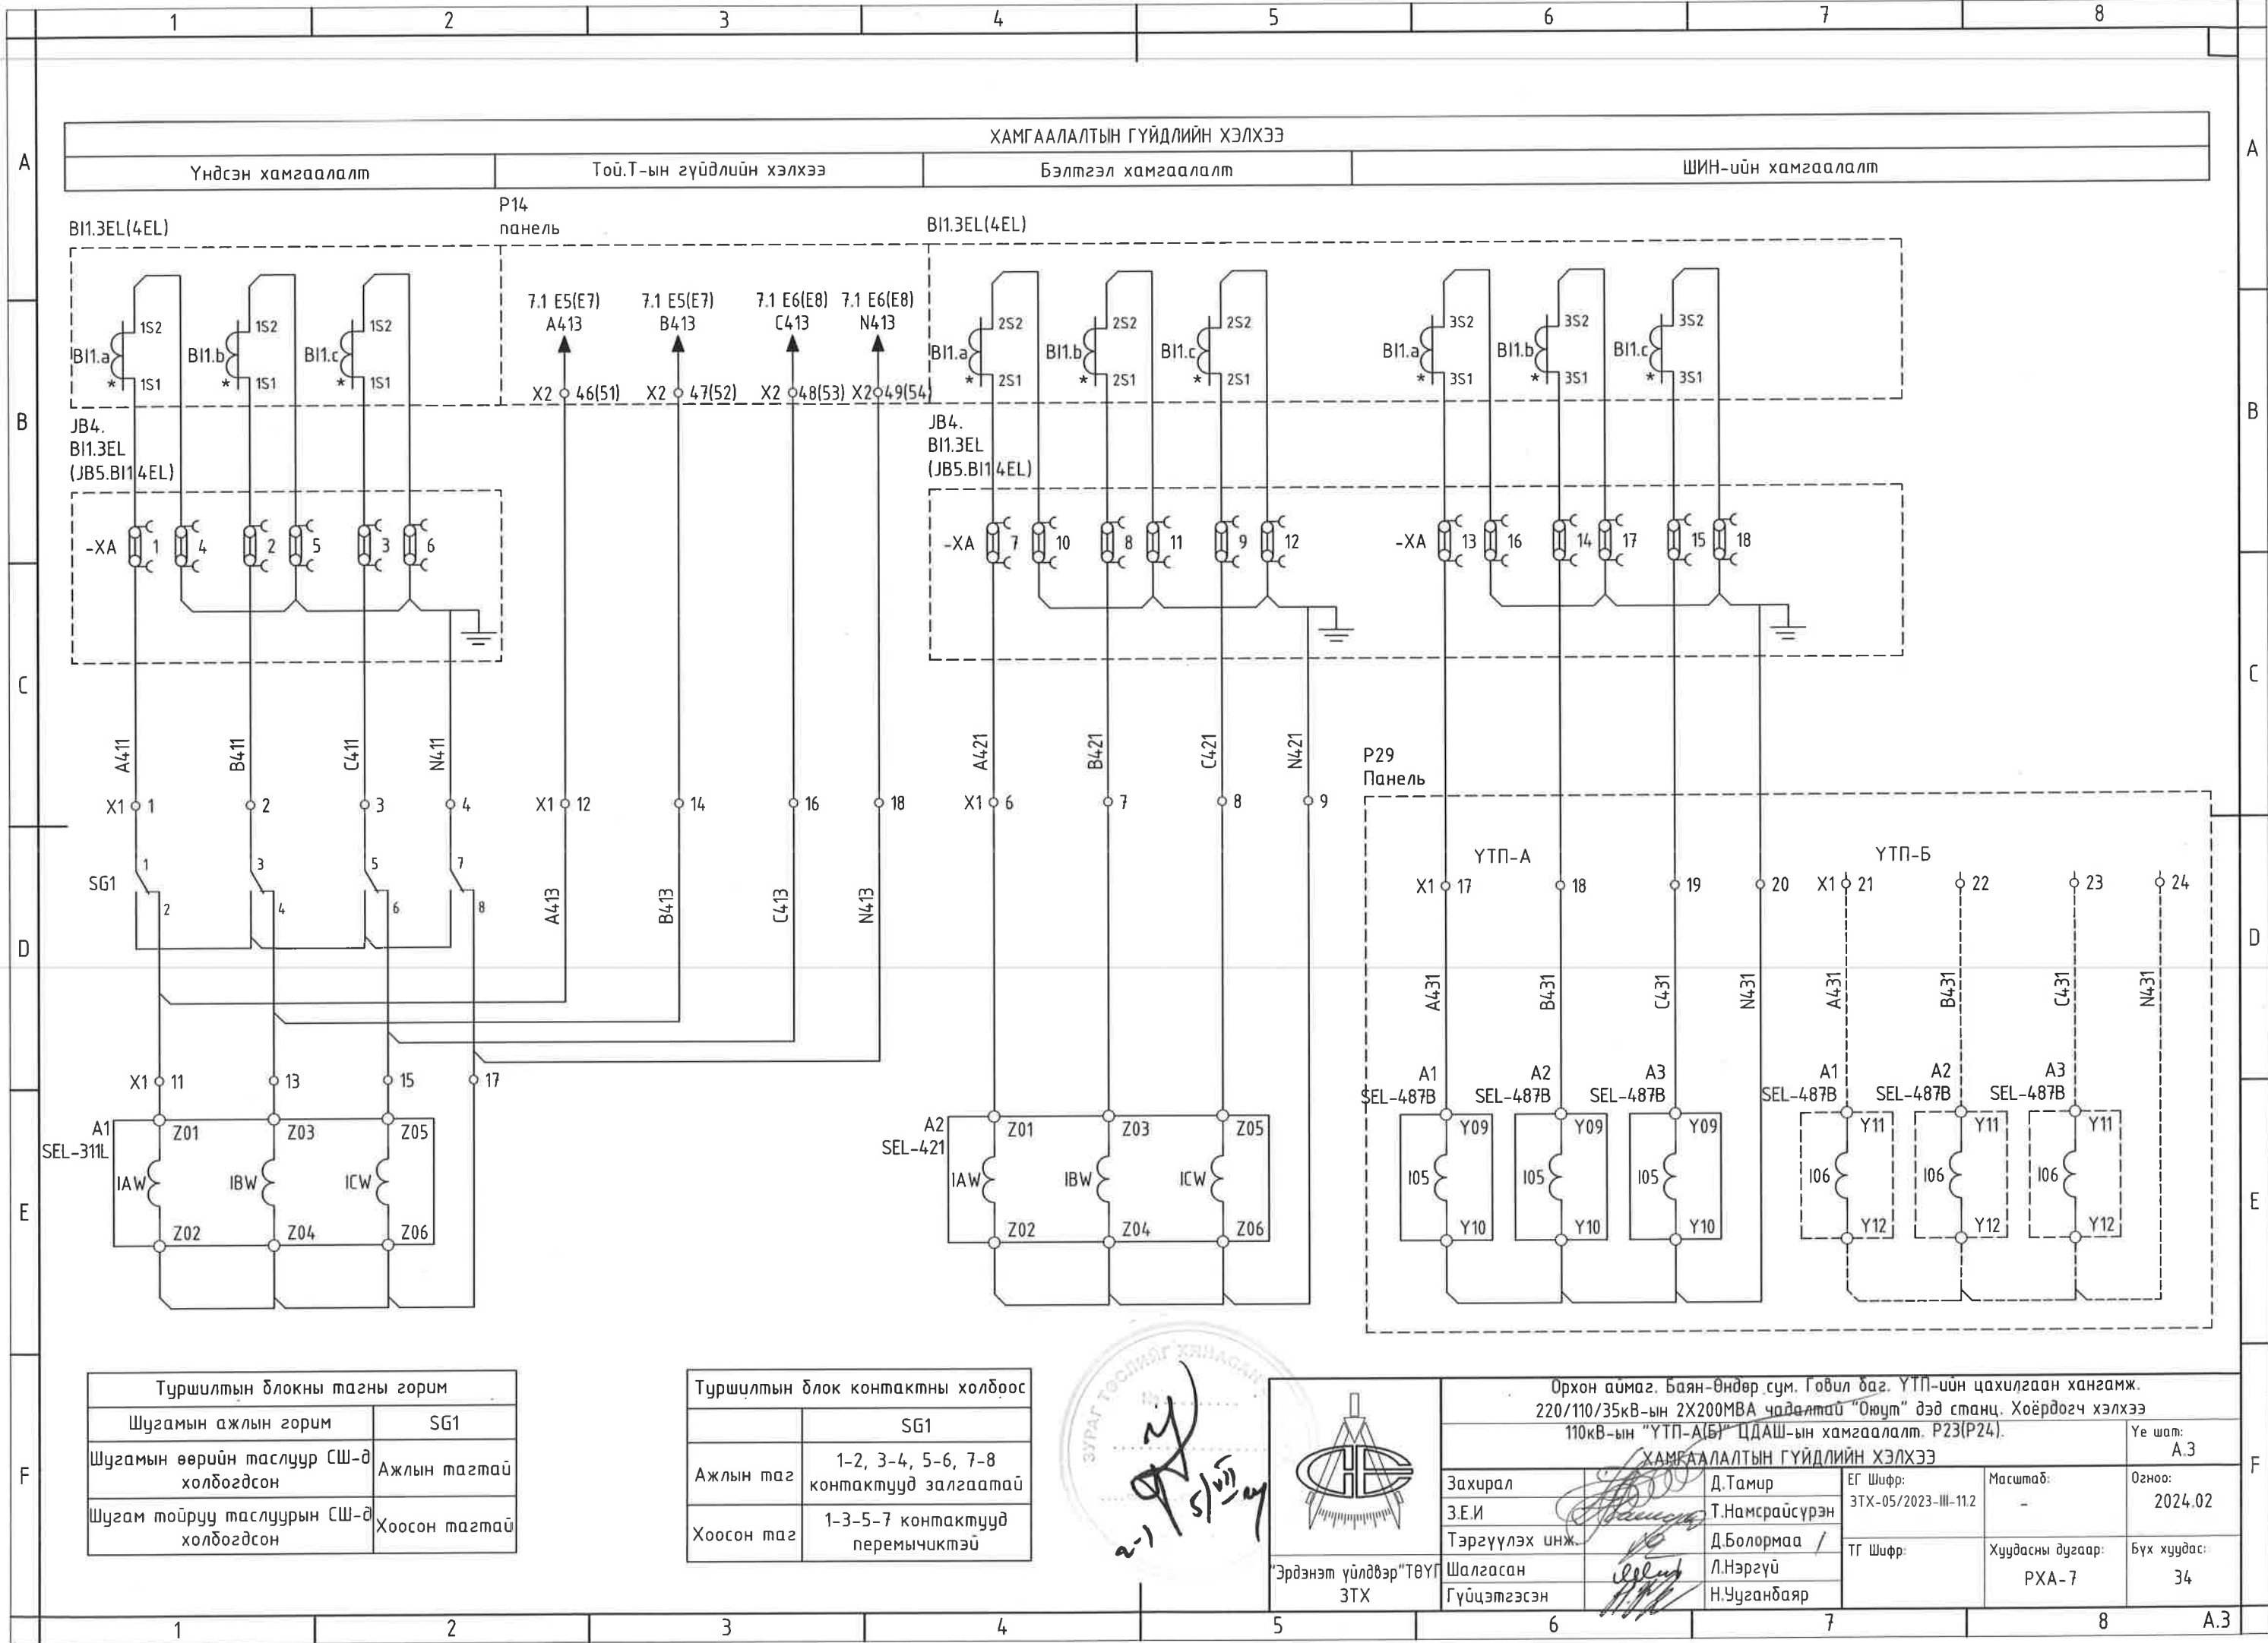 1 2 3 4 5 6 7 8
A A
B B
C C
D D
E E
F F
ХАМГААЛАЛТЫН ГҮЙДЛИЙН ХЭЛХЭЭ
Үндсэн хамгаалалт
Той.Т-ын гүйдлийн хэлхээ
Бэлтгэл хамгаалалт
ШИН-ийн хамгаалалт
BI1.3EL(4EL)
P14
панель
BI1.3EL(4EL)
7.1 E5(E7) 7.1 E5(E7) 7.1 E6(E8) 7.1 E6(E8)
A413 B413 C413 N413
1S2 1S2 1S2
BI1.a BI1.b BI1.c
* 1S1 * 1S1 * 1S1
X2 46(51) X2 47(52) X2 48(53) X2 49(54)
2S2 2S2 2S2
BI1.a BI1.b BI1.c
* 2S1 * 2S1 * 2S1
3S2 3S2 3S2
BI1.a BI1.b BI1.c
* 3S1 * 3S1 * 3S1
JB4.
BI1.3EL
(JB5.BI1 4EL)
JB4.
BI1.3EL
(JB5.BI1 4EL)
-XA 1 4 2 5 3 6
-XA 7 10 8 11 9 12
-XA 13 16 14 17 15 18
A411 B411 C411 N411
A421 B421 C421 N421
P29
Панель
X1 1 2 3 4
X1 12 14 16 18
X1 6 7 8 9
SG1
1 3 5 7
2 4 6 8
A413 B413 C413 N413
УТП-А
УТП-Б
X1 17 18 19 20
X1 21 22 23 24
A431 B431 C431 N431
A431 B431 C431 N431
X1 11 13 15 17
A1
SEL-311L
Z01 Z03 Z05
IAW IBW ICW
Z02 Z04 Z06
A2
SEL-421
Z01 Z03 Z05
IAW IBW ICW
Z02 Z04 Z06
A1 A2 A3
SEL-487B SEL-487B SEL-487B
Y09 Y09 Y09
I05 I05 I05
Y10 Y10 Y10
A1 A2 A3
SEL-487B SEL-487B SEL-487B
Y11 Y11 Y11
I06 I06 I06
Y12 Y12 Y12
Туршилтын блокны тагны горим
Шугамын ажлын горим SG1
Шугамын өөрийн таслуур СШ-д
холбогдсон
Ажлын тагтай
Шугам тойруу таслуурын СШ-д
холбогдсон
Хоосон тагтай
Туршилтын блок контактны холбоос
SG1
Ажлын таг
1-2, 3-4, 5-6, 7-8
контактууд залгаатай
Хоосон таг
1-3-5-7 контактууд
перемычиктэй
ЗУРАГ ТӨСЛИЙГ ХЯНАСАН
"Эрдэнэт үйлдвэр"ТӨҮГ
ЗТХ
Орхон аймаг. Баян-Өндөр сум. Говил баг. УТП-ийн цахилгаан хангамж.
220/110/35кВ-ын 2X200МВА чадалтай "Оюут" дэд станц. Хоёрдогч хэлхээ
110кВ-ын "УТП-А(Б)" ЦДАШ-ын хамгаалалт. P23(P24).
ХАМГААЛАЛТЫН ГҮЙДЛИЙН ХЭЛХЭЭ
Үе шат:
А.3
Захирал Д.Тамир
З.Е.И Т.Намсрайсүрэн
Тэргүүлэх инж. Д.Болормаа
Шалгасан Л.Нэргүй
Гүйцэтгэсэн Н.Ууганбаяр
ЕГ Шифр:
ЗТХ-05/2023-III-11.2
Масштаб:
-
Огноо:
2024.02
ТГ Шифр:
Хуудасны дугаар:
РХА-7
Бүх хуудас:
34
1 2 3 4 5 6 7 8
А.3